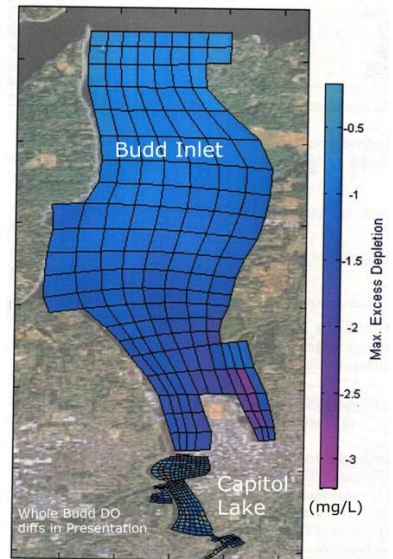 Budd Inlet
-0.5
-1
-1.5
-2
-2.5
-3
Max. Excess Depletion
(mg/L)
Capitol
Lake
Whole Budd DO
diffs in Presentation